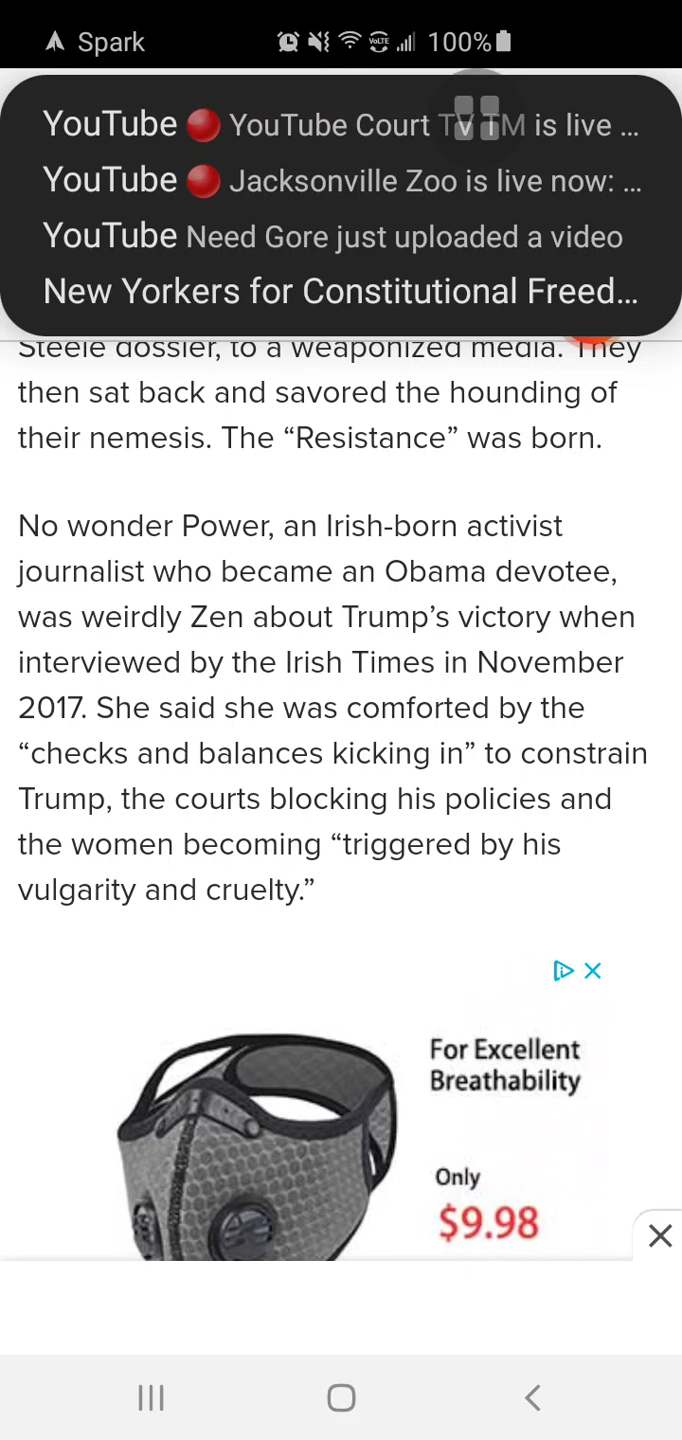 Spark
VoLTE
100%
YouTube 🔴 YouTube Court TV TM is live ...
YouTube 🔴 Jacksonville Zoo is live now: ...
YouTube Need Gore just uploaded a video
New Yorkers for Constitutional Freed...
Steele dossier, to a weaponized media. They
then sat back and savored the hounding of
their nemesis. The “Resistance” was born.
No wonder Power, an Irish-born activist
journalist who became an Obama devotee,
was weirdly Zen about Trump’s victory when
interviewed by the Irish Times in November
2017. She said she was comforted by the
“checks and balances kicking in” to constrain
Trump, the courts blocking his policies and
the women becoming “triggered by his
vulgarity and cruelty.”
For Excellent
Breathability
Only
$9.98